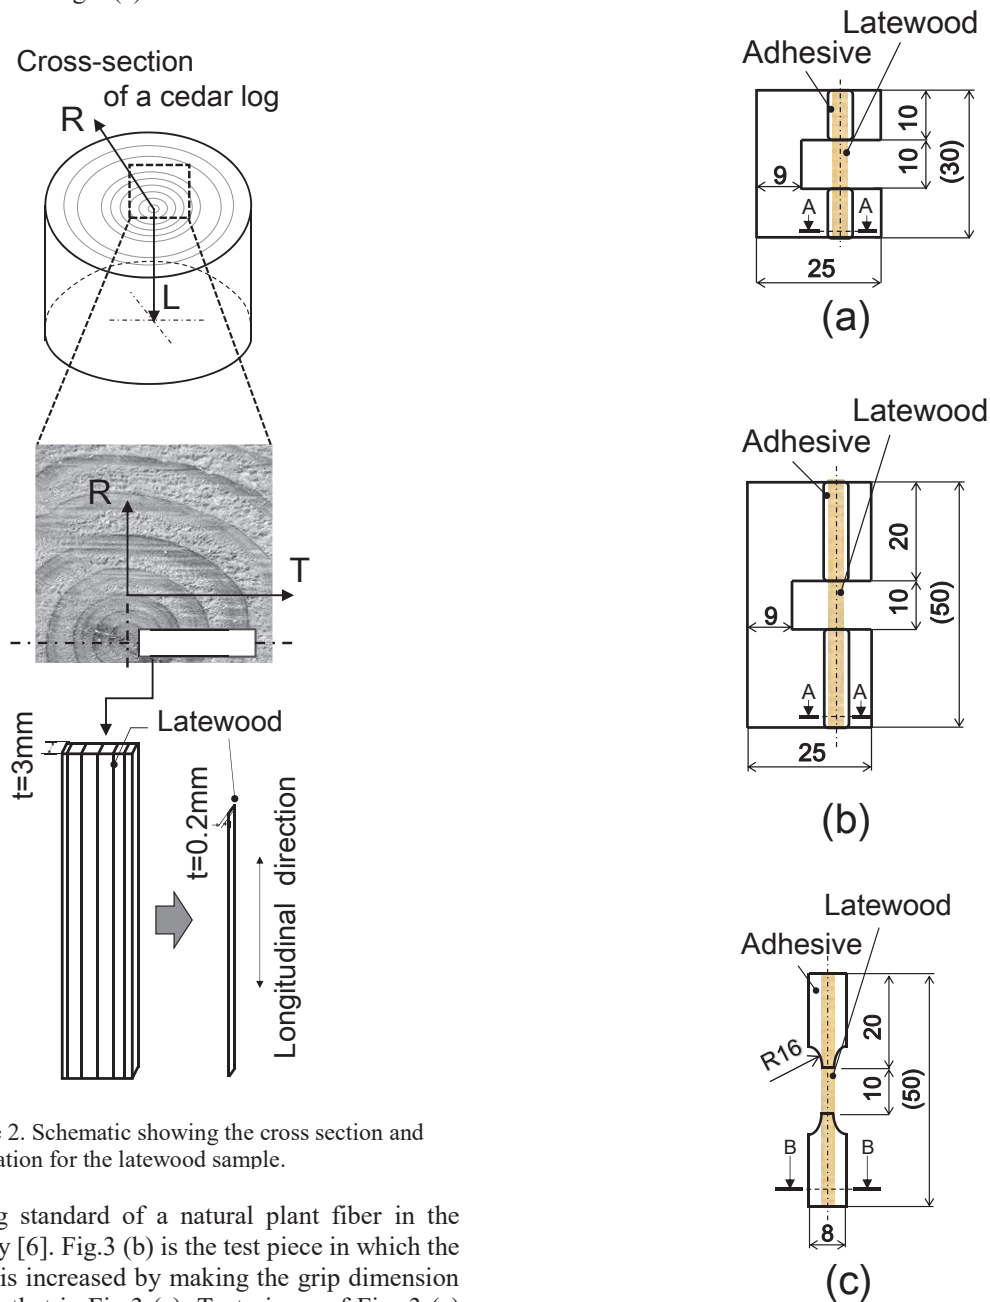 Cross-section
of a cedar log
R
L
R
T
t=3mm
Latewood
t=0.2mm
Longitudinal direction
2. Schematic showing the cross section and
for the latewood sample.
standard of a natural plant fiber in the
[6]. Fig.3 (b) is the test piece in which the
is increased by making the grip dimension
Latewood
Adhesive
10
10
(30)
9
A A
25
(a)
Latewood
Adhesive
20
10
(50)
9
A A
25
(b)
Latewood
Adhesive
20
R16
10
(50)
B B
8
(c)